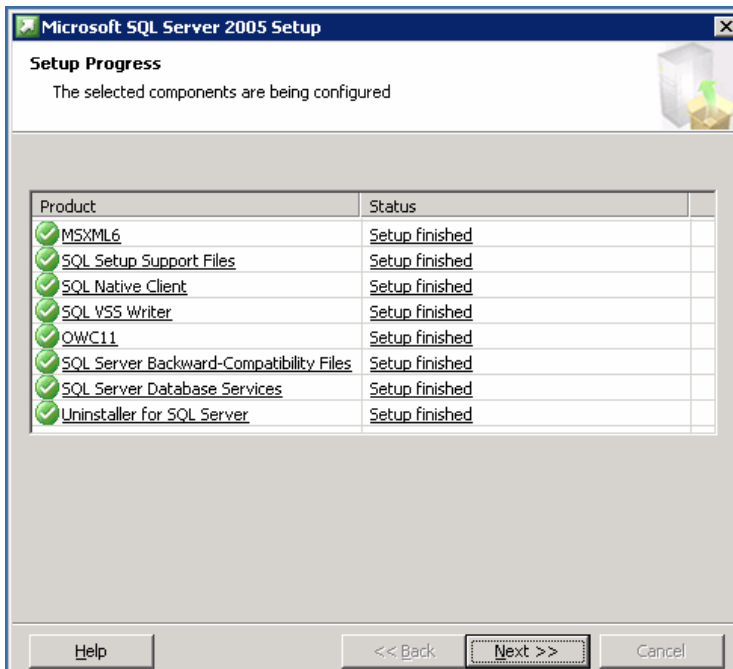 Microsoft SQL Server 2005 Setup
Setup Progress
The selected components are being configured
Product Status
MSXML6 Setup finished
SQL Setup Support Files Setup finished
SQL Native Client Setup finished
SQL VSS Writer Setup finished
OWC11 Setup finished
SQL Server Backward-Compatibility Files Setup finished
SQL Server Database Services Setup finished
Uninstaller for SQL Server Setup finished
Help << Back Next >> Cancel